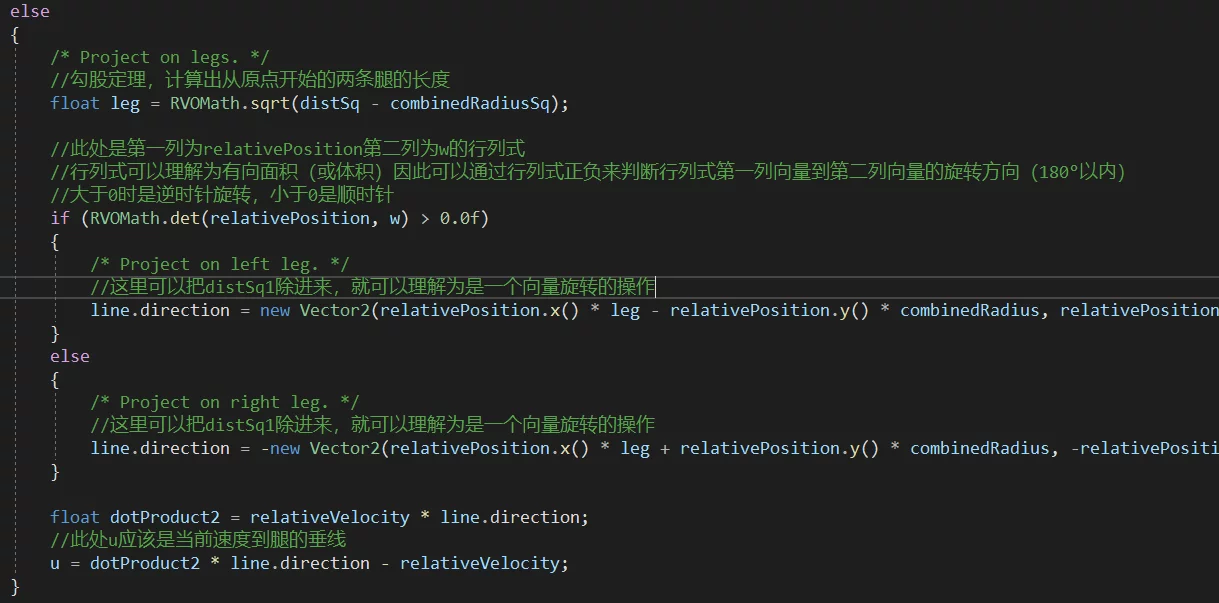 else
{
/* Project on legs. */
//勾股定理，计算出从原点开始的两条腿的长度
float leg = RVOMath.sqrt(distSq - combinedRadiusSq);
//此处是第一列为relativePosition第二列为w的行列式
//行列式可以理解为有向面积（或体积）因此可以通过行列式正负来判断行列式第一列向量到第二列向量的旋转方向（180°以内）
//大于0时是逆时针旋转，小于0是顺时针
if (RVOMath.det(relativePosition, w) > 0.0f)
{
/* Project on left leg. */
//这里可以把distSq1除进来，就可以理解为是一个向量旋转的操作
line.direction = new Vector2(relativePosition.x() * leg - relativePosition.y() * combinedRadius, relativePosition
}
else
{
/* Project on right leg. */
//这里可以把distSq1除进来，就可以理解为是一个向量旋转的操作
line.direction = -new Vector2(relativePosition.x() * leg + relativePosition.y() * combinedRadius, -relativePositi
}
float dotProduct2 = relativeVelocity * line.direction;
//此处u应该是当前速度到腿的垂线
u = dotProduct2 * line.direction - relativeVelocity;
}